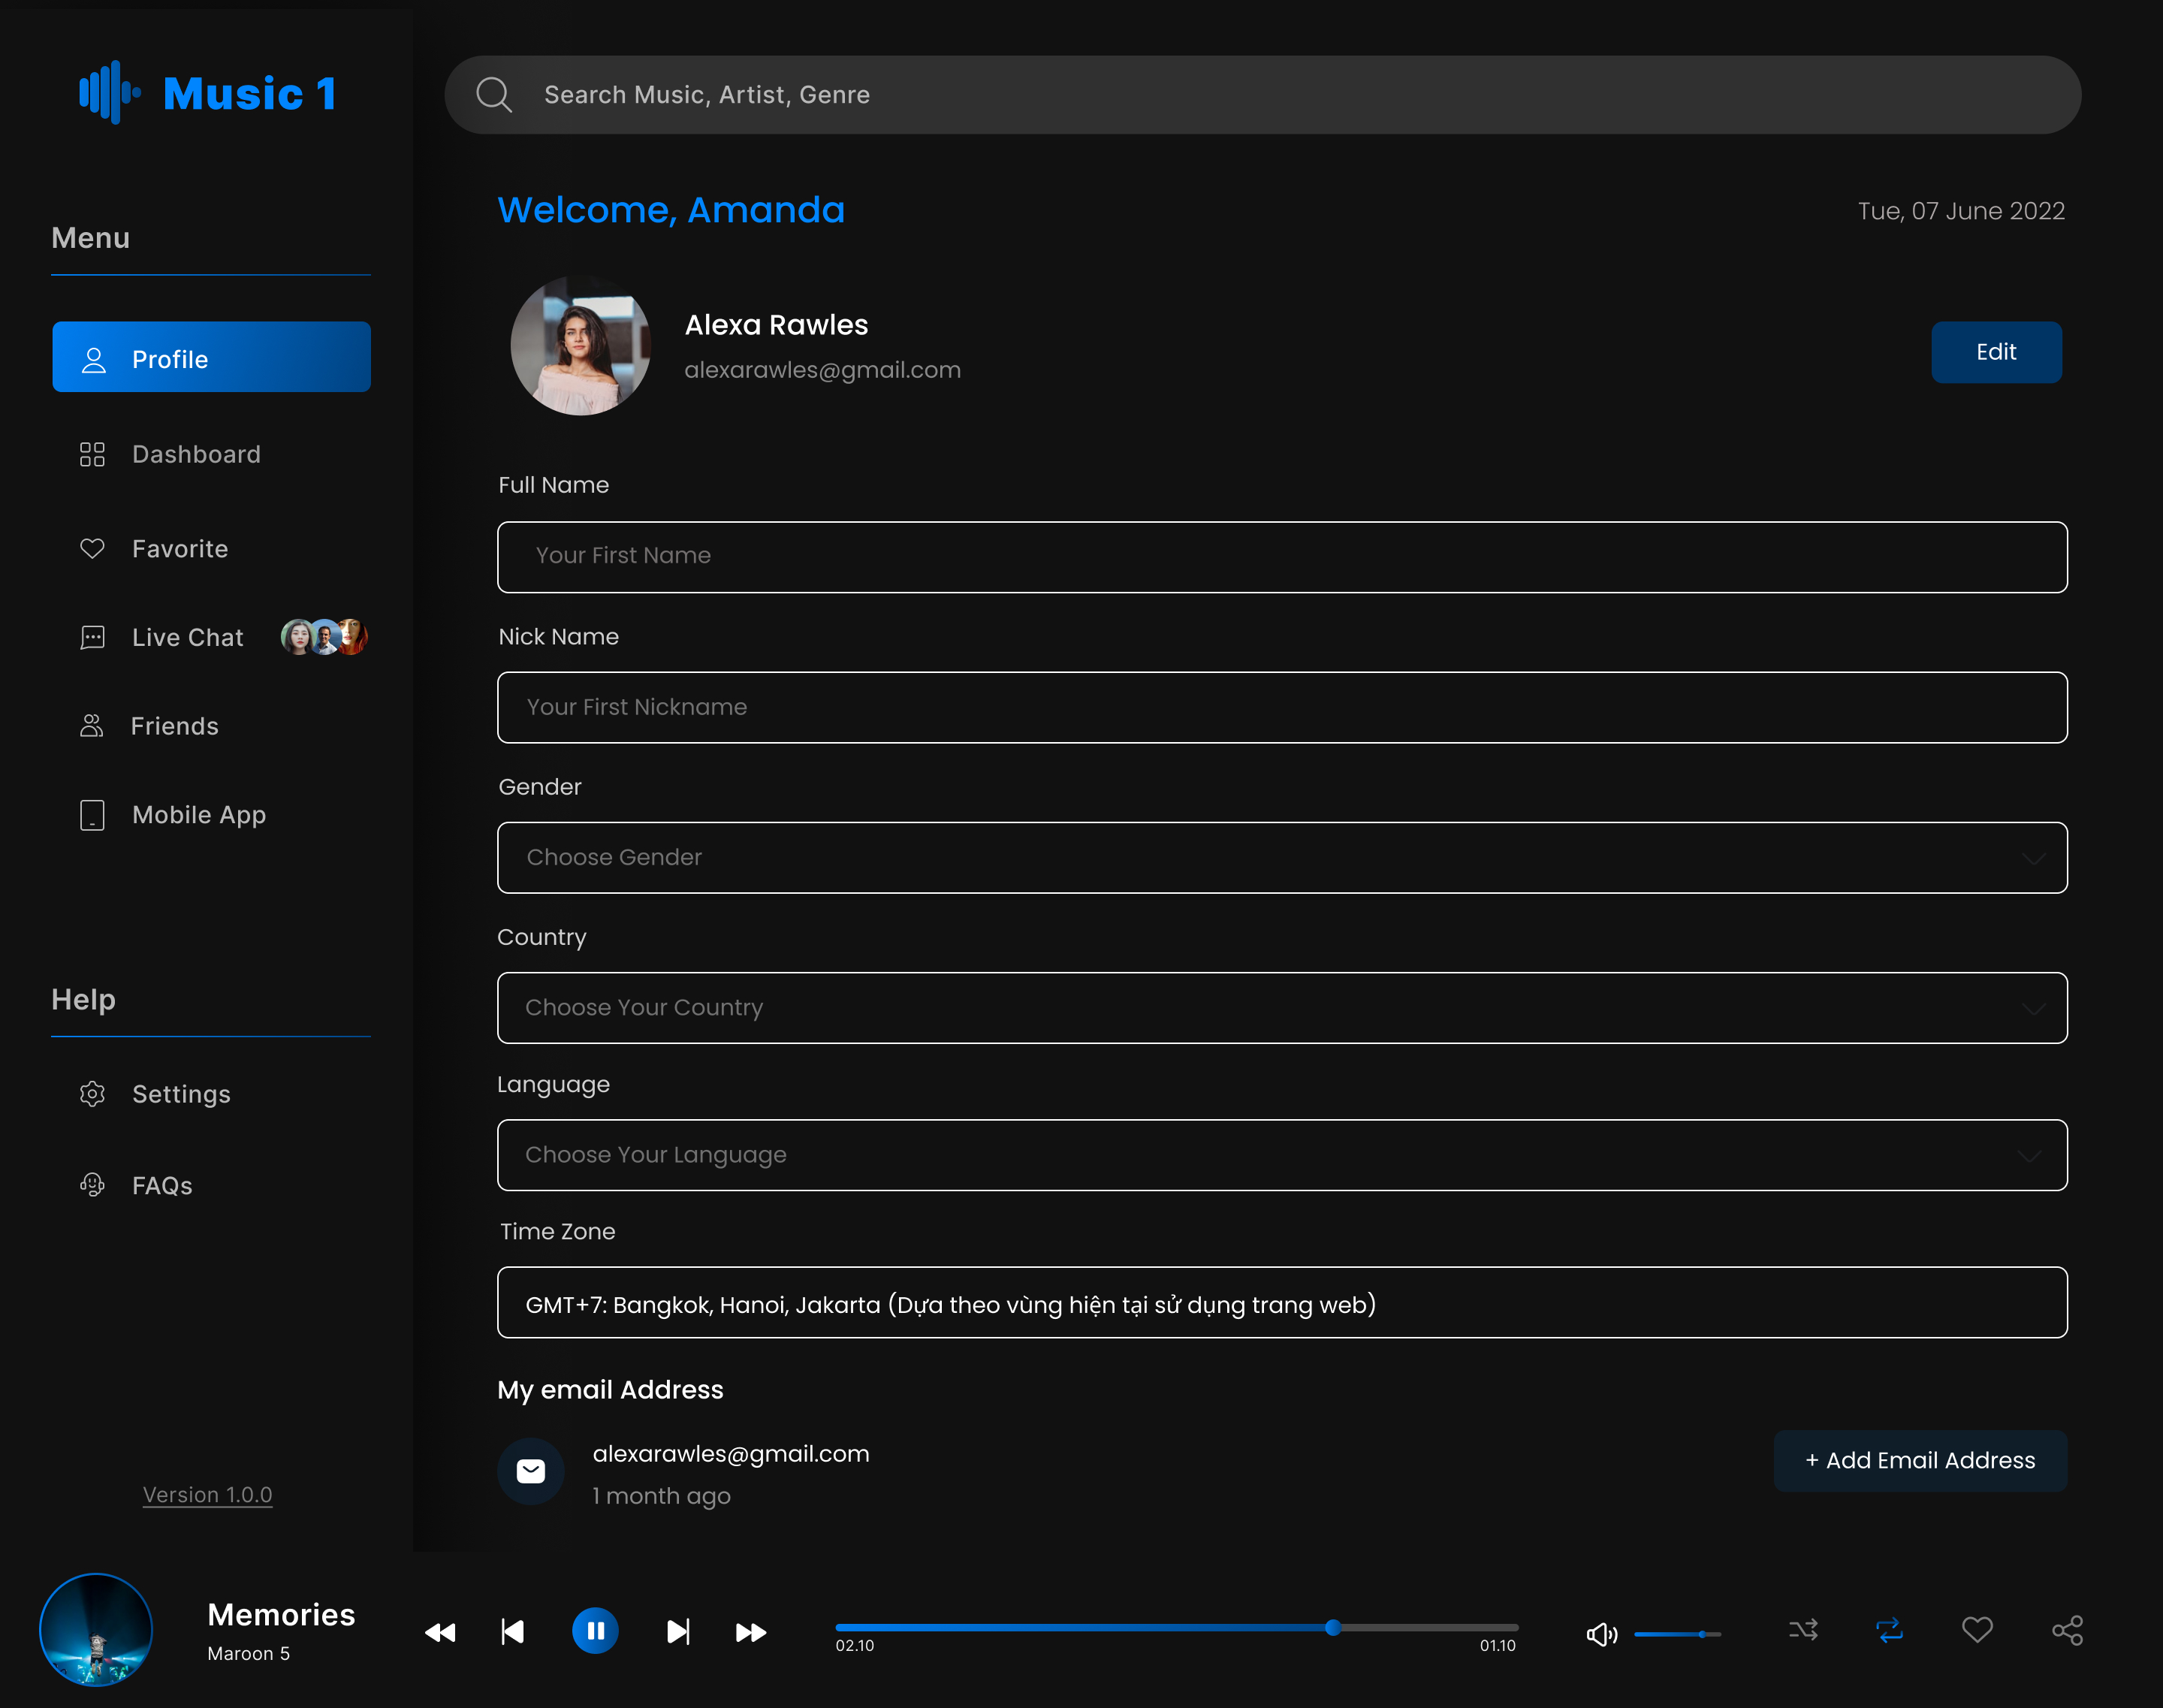 Music 1
Search Music, Artist, Genre
Menu
Profile
Dashboard
Favorite
Live Chat
Friends
Mobile App
Help
Settings
FAQs
Version 1.0.0
Welcome, Amanda
Tue, 07 June 2022
Alexa Rawles
alexarawles@gmail.com
Edit
Full Name
Your First Name
Nick Name
Your First Nickname
Gender
Choose Gender
Country
Choose Your Country
Language
Choose Your Language
Time Zone
GMT+7: Bangkok, Hanoi, Jakarta (Dựa theo vùng hiện tại sử dụng trang web)
My email Address
alexarawles@gmail.com
1 month ago
+ Add Email Address
Memories
Maroon 5
02.10
01.10